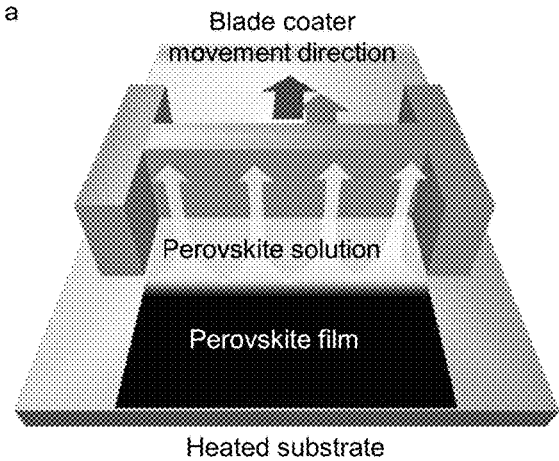 a
Blade coater
movement direction
Perovskite solution
Perovskite film
Heated substrate